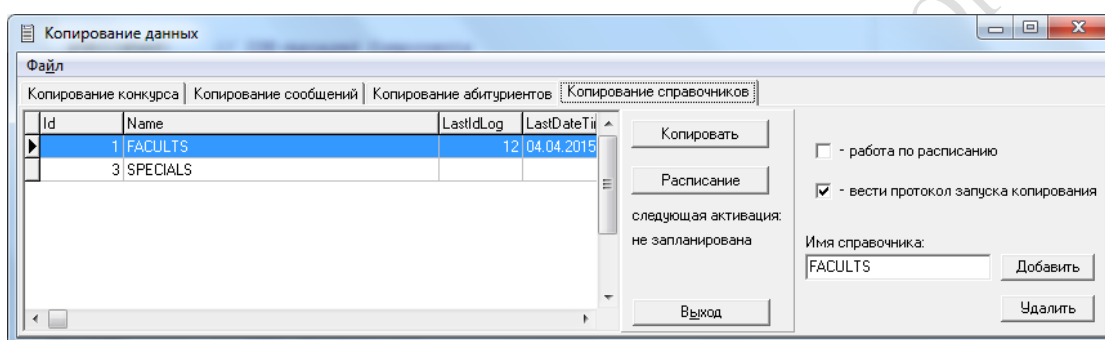 Копирование данных
Файл
Копирование конкурса Копирование сообщений Копирование абитуриентов Копирование справочников
Id Name LastIdLog LastDateTi
1 FACULTS 12 04.04.2015
3 SPECIALS
Копировать
Расписание
следующая активация:
не запланирована
Выход
- работа по расписанию
- вести протокол запуска копирования
Имя справочника:
FACULTS Добавить
Удалить